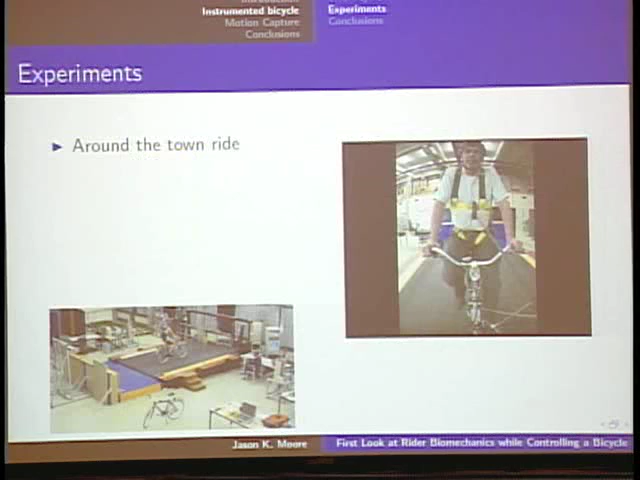 Instrumented bicycle
Motion Capture
Conclusions
Experiments
Conclusions
Experiments
Around the town ride
Jason K. Moore
First Look at Rider Biomechanics while Controlling a Bicycle